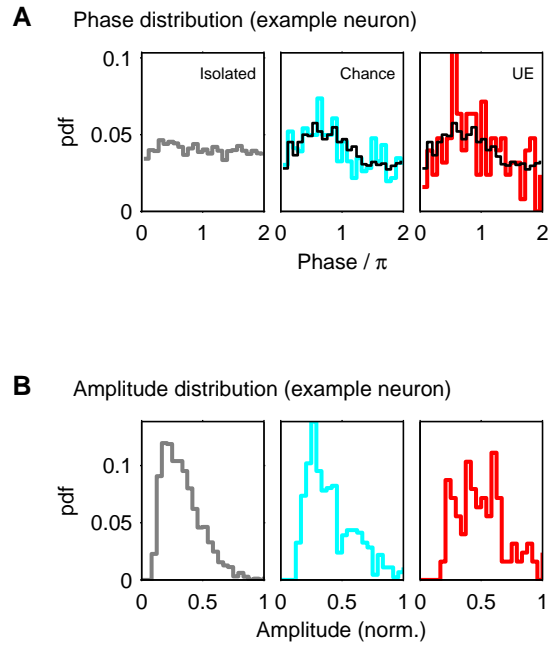 A Phase distribution (example neuron)
0.1
0.05
0
pdf
Isolated
Chance
UE
0 1 2
0 1 2
0 1 2
Phase / π
B Amplitude distribution (example neuron)
0.1
0.05
0
pdf
0 0.5 1
0 0.5 1
0 0.5 1
Amplitude (norm.)